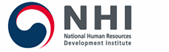 NHI
National Human Resources
Development Institute